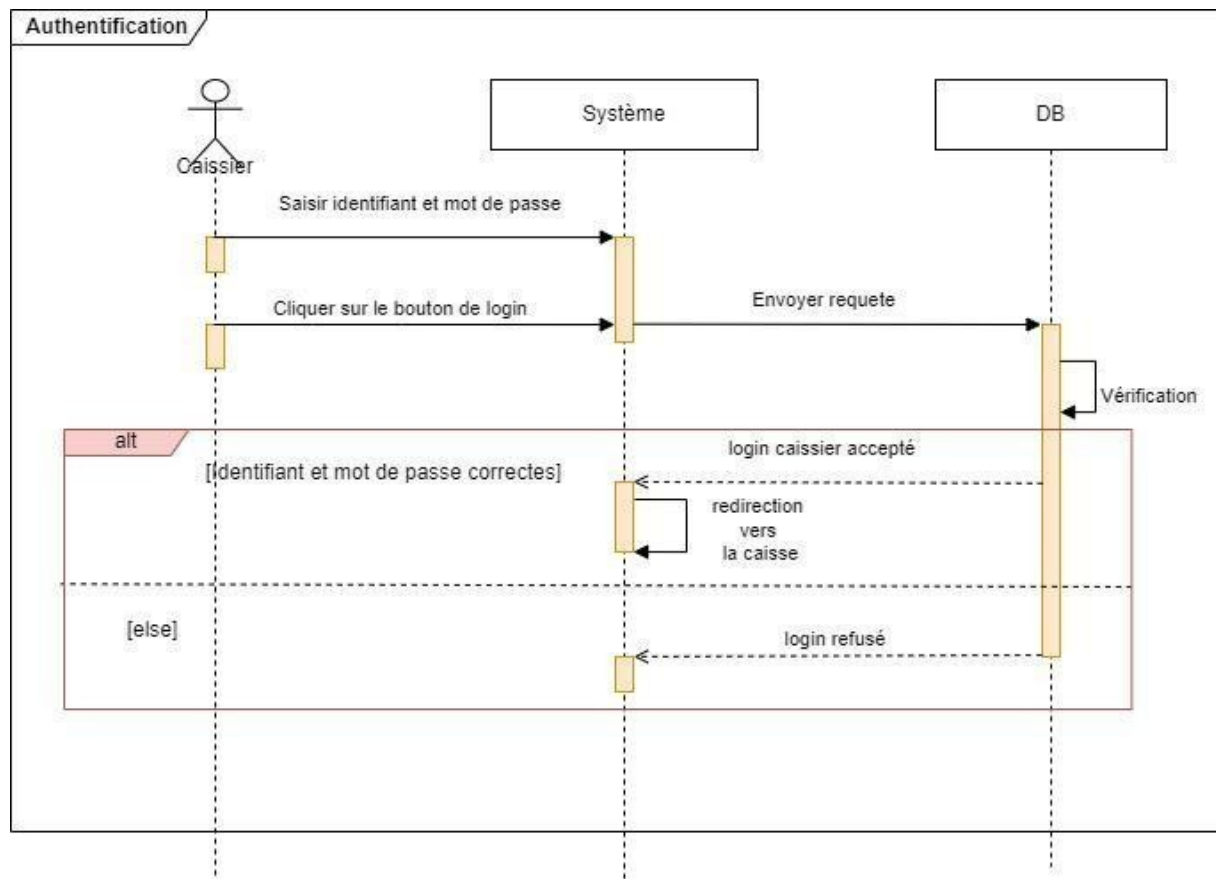 Authentification
Système
DB
Caissier
Saisir identifiant et mot de passe
Cliquer sur le bouton de login
Envoyer requete
Vérification
alt
[Identifiant et mot de passe correctes]
login caissier accepté
redirection
vers
la caisse
[else]
login refusé